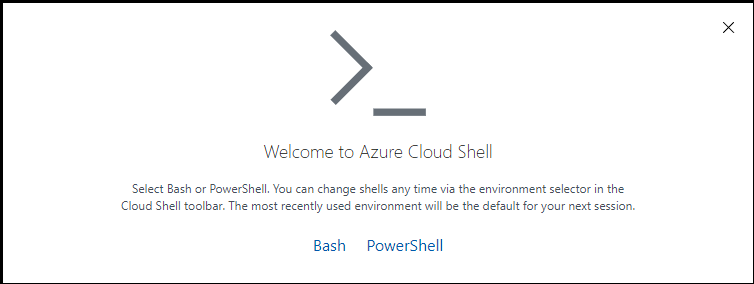 Welcome to Azure Cloud Shell
Select Bash or PowerShell. You can change shells any time via the environment selector in the
Cloud Shell toolbar. The most recently used environment will be the default for your next session.
Bash PowerShell